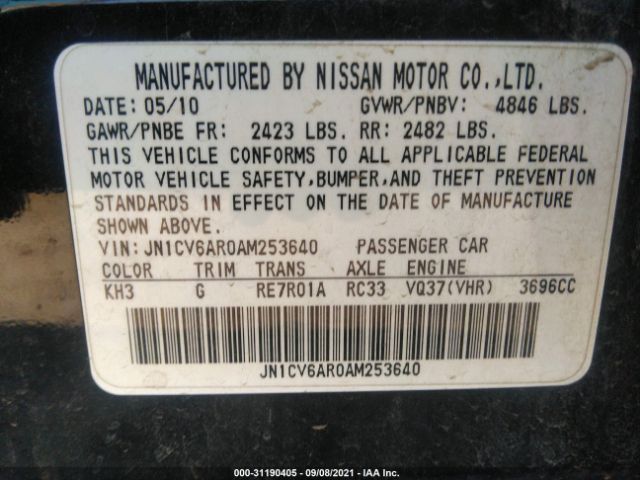 MANUFACTURED BY NISSAN MOTOR CO.,LTD.
DATE: 05/10 GVWR/PNBV: 4846 LBS.
GAWR/PNBE FR: 2423 LBS. RR: 2482 LBS.
THIS VEHICLE CONFORMS TO ALL APPLICABLE FEDERAL
MOTOR VEHICLE SAFETY,BUMPER,AND THEFT PREVENTION
STANDARDS IN EFFECT ON THE DATE OF MANUFACTURE
SHOWN ABOVE.
VIN:JN1CV6AR0AM253640 PASSENGER CAR
COLOR TRIM TRANS AXLE ENGINE
KH3 G RE7R01A RC33 VQ37(VHR) 3696CC
JN1CV6AR0AM253640
000-31190405 - 09/08/2021 - IAA Inc.